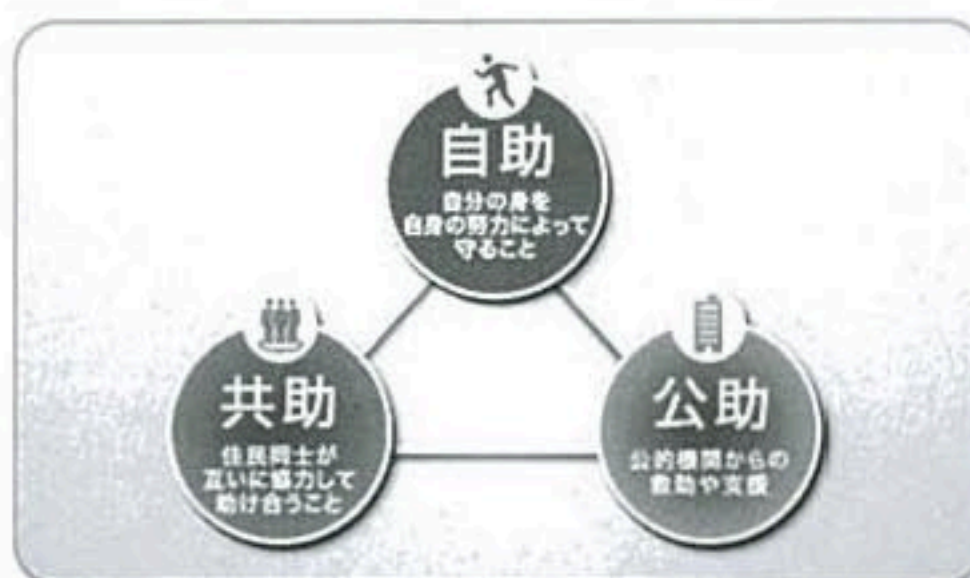 自助
自分の身を
自身の努力によって
守ること
共助
住民同士が
互いに協力して
助け合うこと
公助
公的機関からの
救助や支援